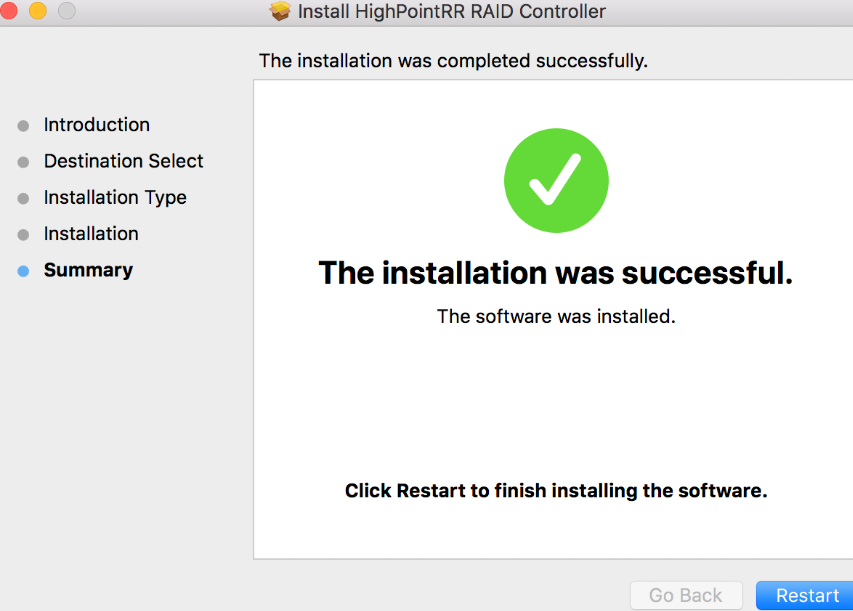 Install HighPointRR RAID Controller
The installation was completed successfully.
Introduction
Destination Select
Installation Type
Installation
Summary
The installation was successful.
The software was installed.
Click Restart to finish installing the software.
Go Back
Restart